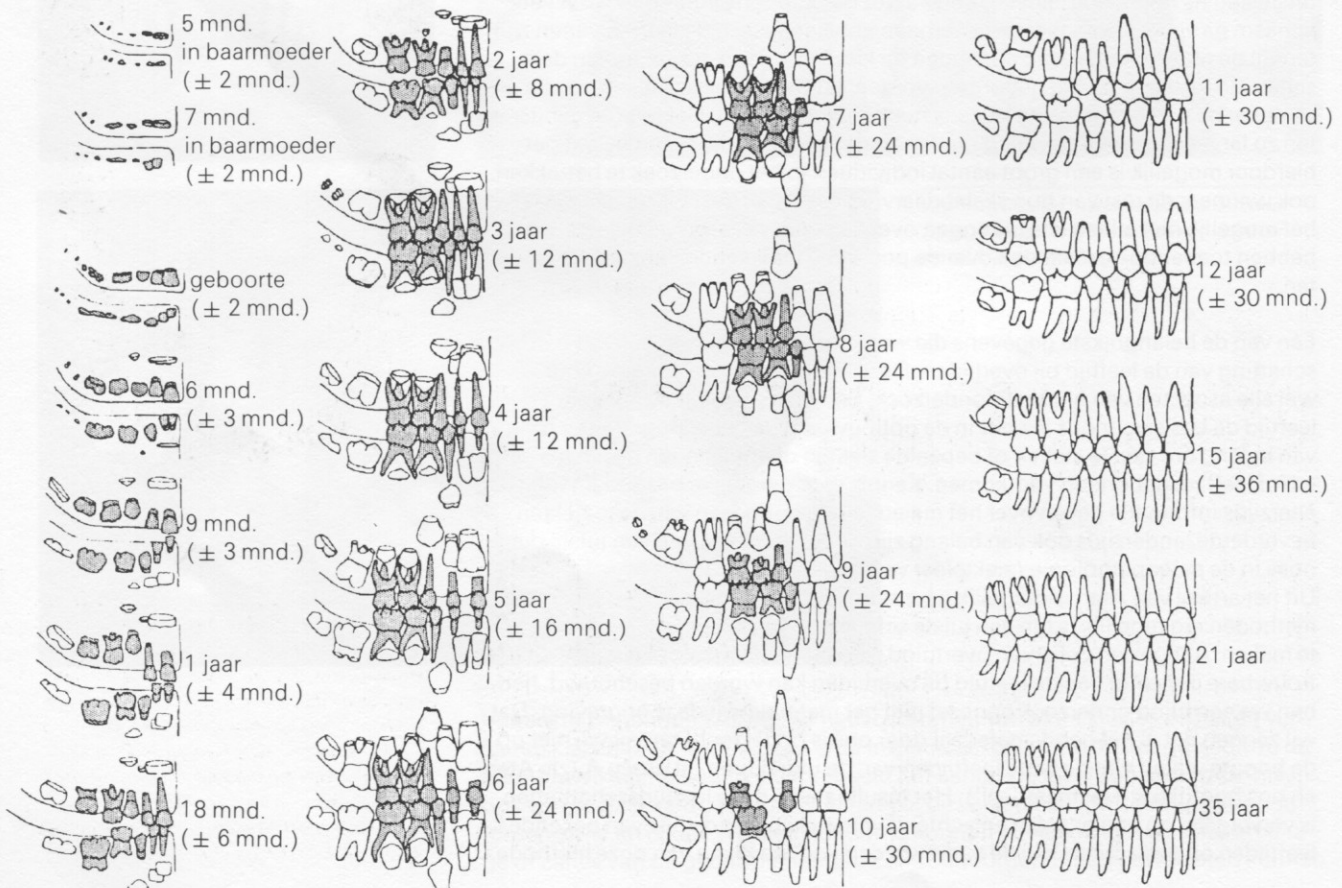 5 mnd.
in baarmoeder
(± 2 mnd.)
7 mnd.
in baarmoeder
(± 2 mnd.)
geboorte
(± 2 mnd.)
6 mnd.
(± 3 mnd.)
9 mnd.
(± 3 mnd.)
1 jaar
(± 4 mnd.)
18 mnd.
(± 6 mnd.)
2 jaar
(± 8 mnd.)
3 jaar
(± 12 mnd.)
4 jaar
(± 12 mnd.)
5 jaar
(± 16 mnd.)
6 jaar
(± 24 mnd.)
7 jaar
(± 24 mnd.)
8 jaar
(± 24 mnd.)
9 jaar
(± 24 mnd.)
10 jaar
(± 30 mnd.)
11 jaar
(± 30 mnd.)
12 jaar
(± 30 mnd.)
15 jaar
(± 36 mnd.)
21 jaar
35 jaar